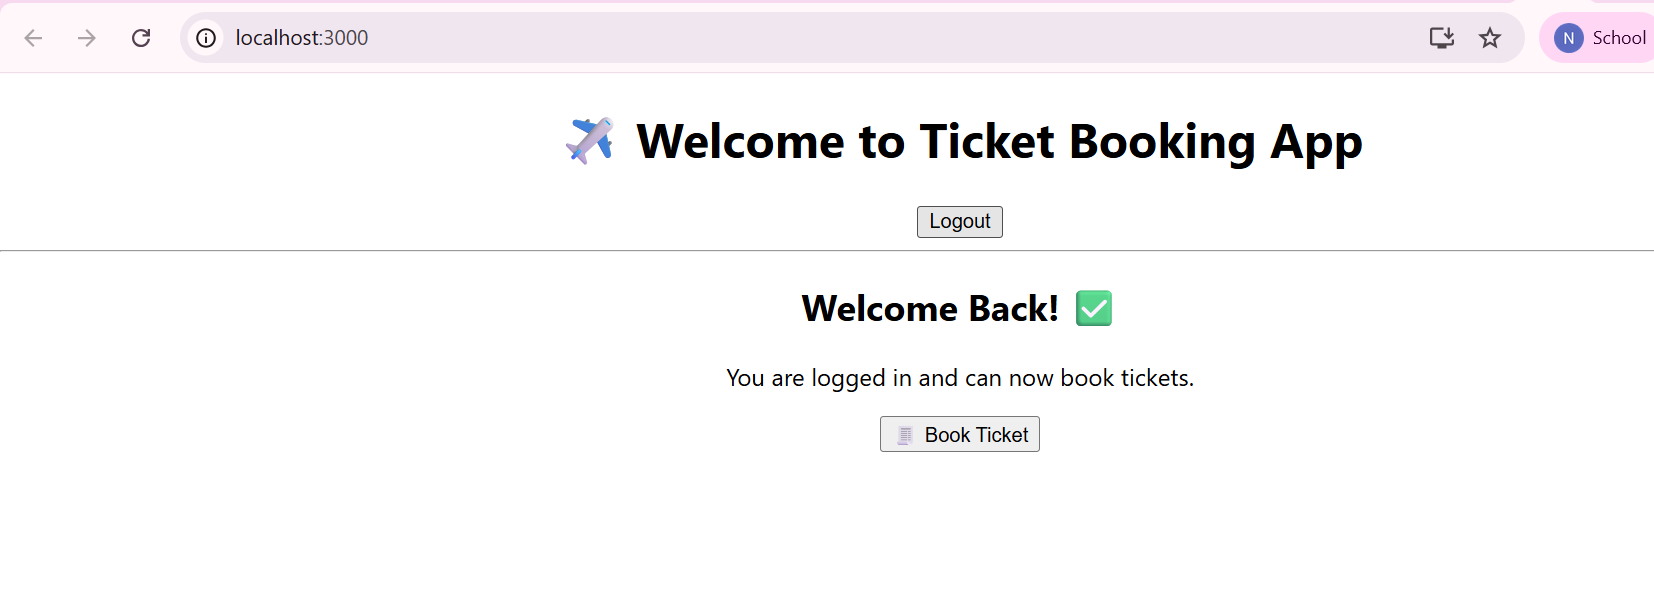 localhost:3000
N School
✈️ Welcome to Ticket Booking App
Logout
Welcome Back! ✅
You are logged in and can now book tickets.
🧾 Book Ticket